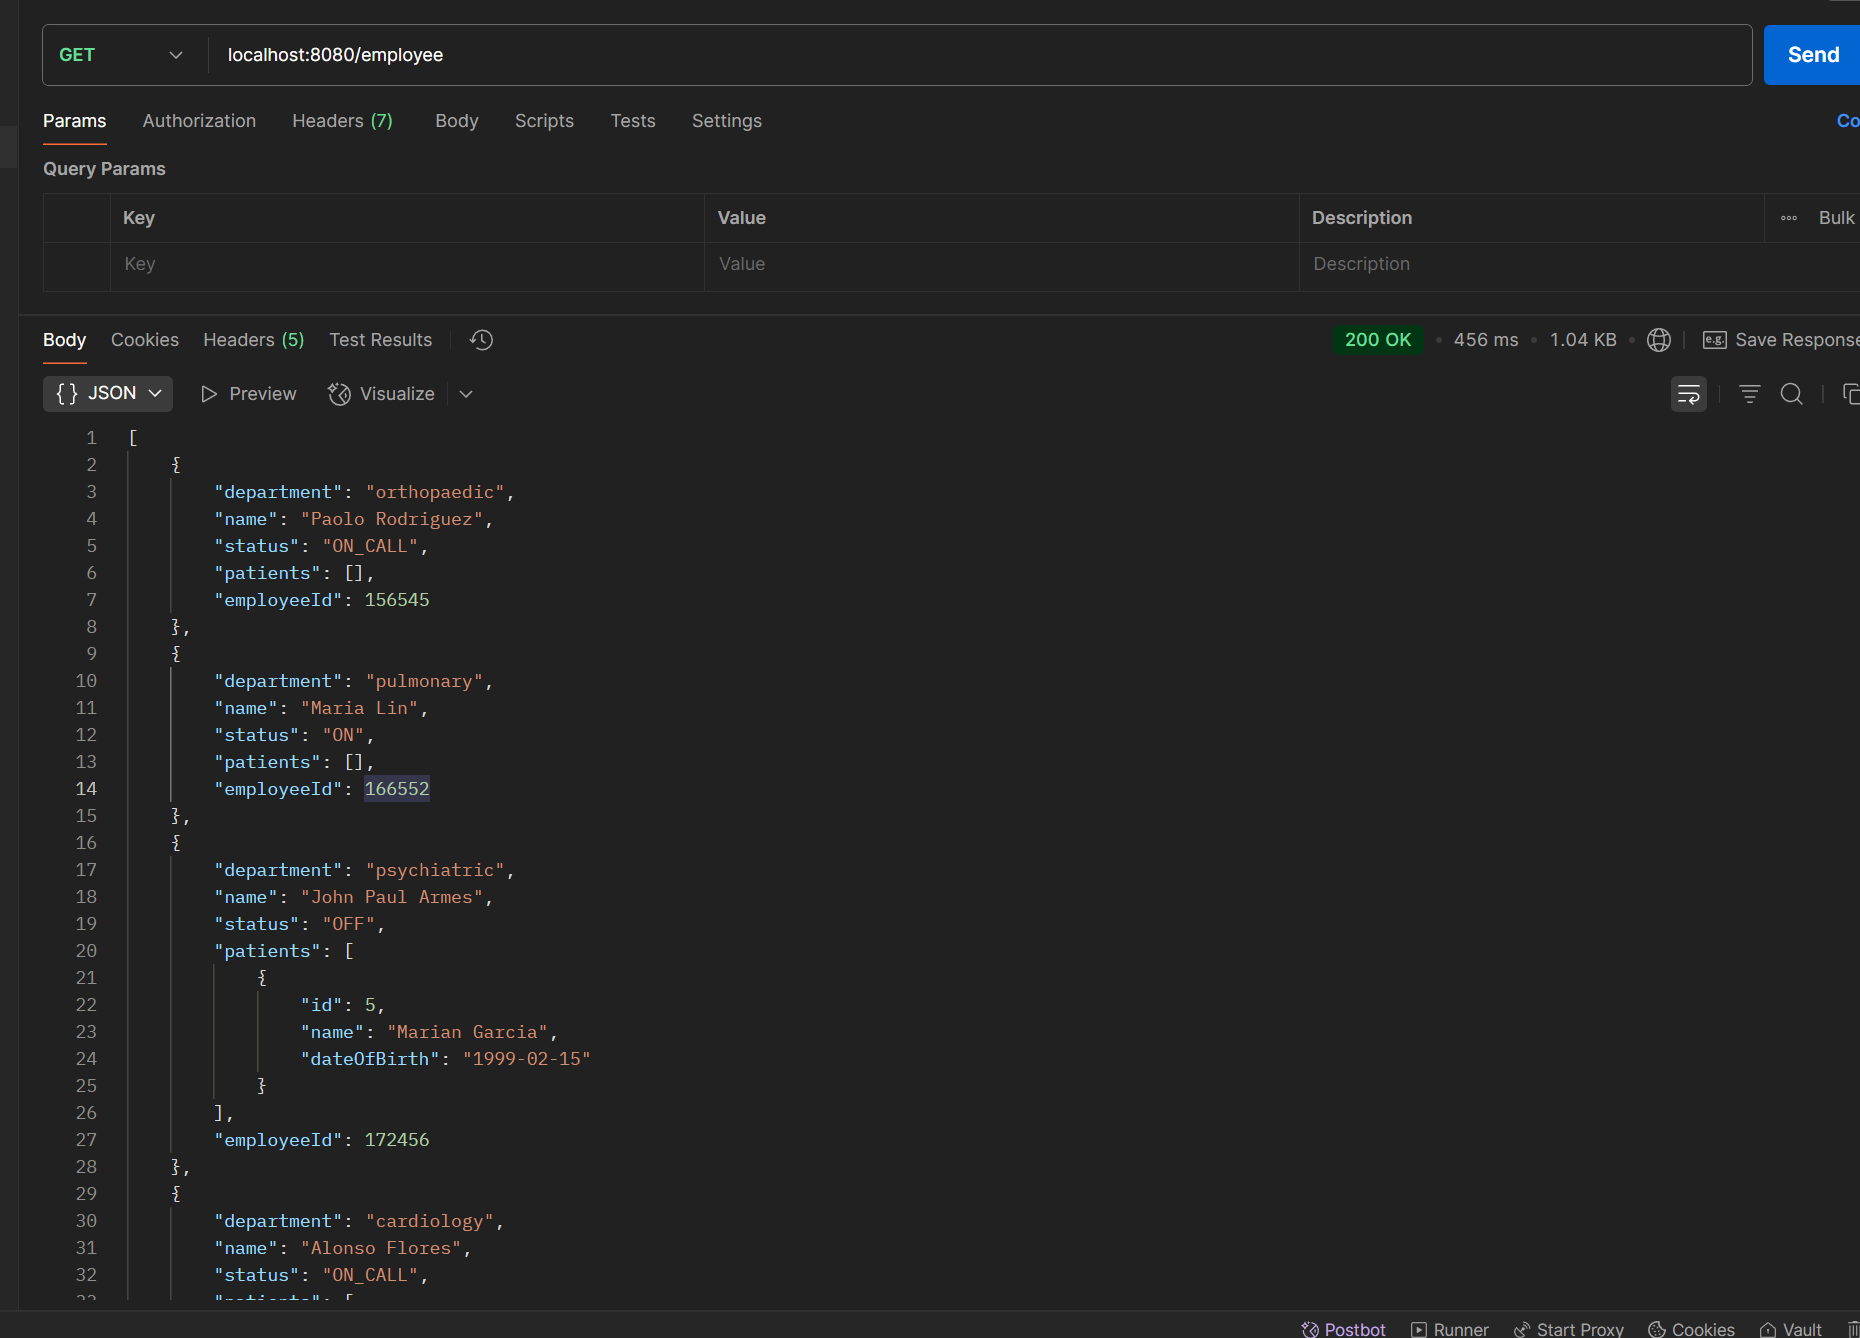 GET localhost:8080/employee Send
Params Authorization Headers (7) Body Scripts Tests Settings Co
Query Params
Key Value Description Bulk
Key Value Description
Body Cookies Headers (5) Test Results 200 OK • 456 ms • 1.04 KB • e.g. Save Response
{} JSON Preview Visualize
1 [
2 {
3 "department": "orthopaedic",
4 "name": "Paolo Rodriguez",
5 "status": "ON_CALL",
6 "patients": [],
7 "employeeId": 156545
8 },
9 {
10 "department": "pulmonary",
11 "name": "Maria Lin",
12 "status": "ON",
13 "patients": [],
14 "employeeId": 166552
15 },
16 {
17 "department": "psychiatric",
18 "name": "John Paul Armes",
19 "status": "OFF",
20 "patients": [
21 {
22 "id": 5,
23 "name": "Marian Garcia",
24 "dateOfBirth": "1999-02-15"
25 }
26 ],
27 "employeeId": 172456
28 },
29 {
30 "department": "cardiology",
31 "name": "Alonso Flores",
32 "status": "ON_CALL",
33 "patients": [
Postbot Runner Start Proxy Cookies Vault